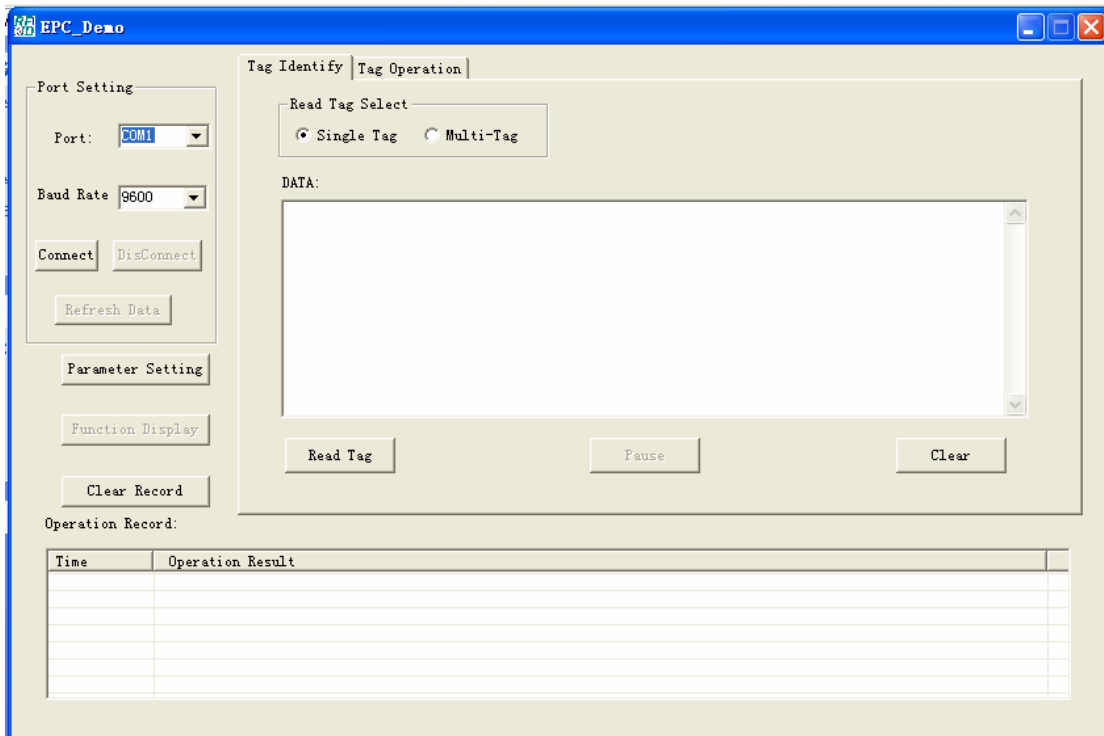 EPC_Demo
Tag Identify
Tag Operation
Port Setting
Port:
COM1
Baud Rate
9600
Connect
DisConnect
Refresh Data
Parameter Setting
Function Display
Clear Record
Read Tag Select
Single Tag
Multi-Tag
DATA:
Read Tag
Pause
Clear
Operation Record:
Time
Operation Result